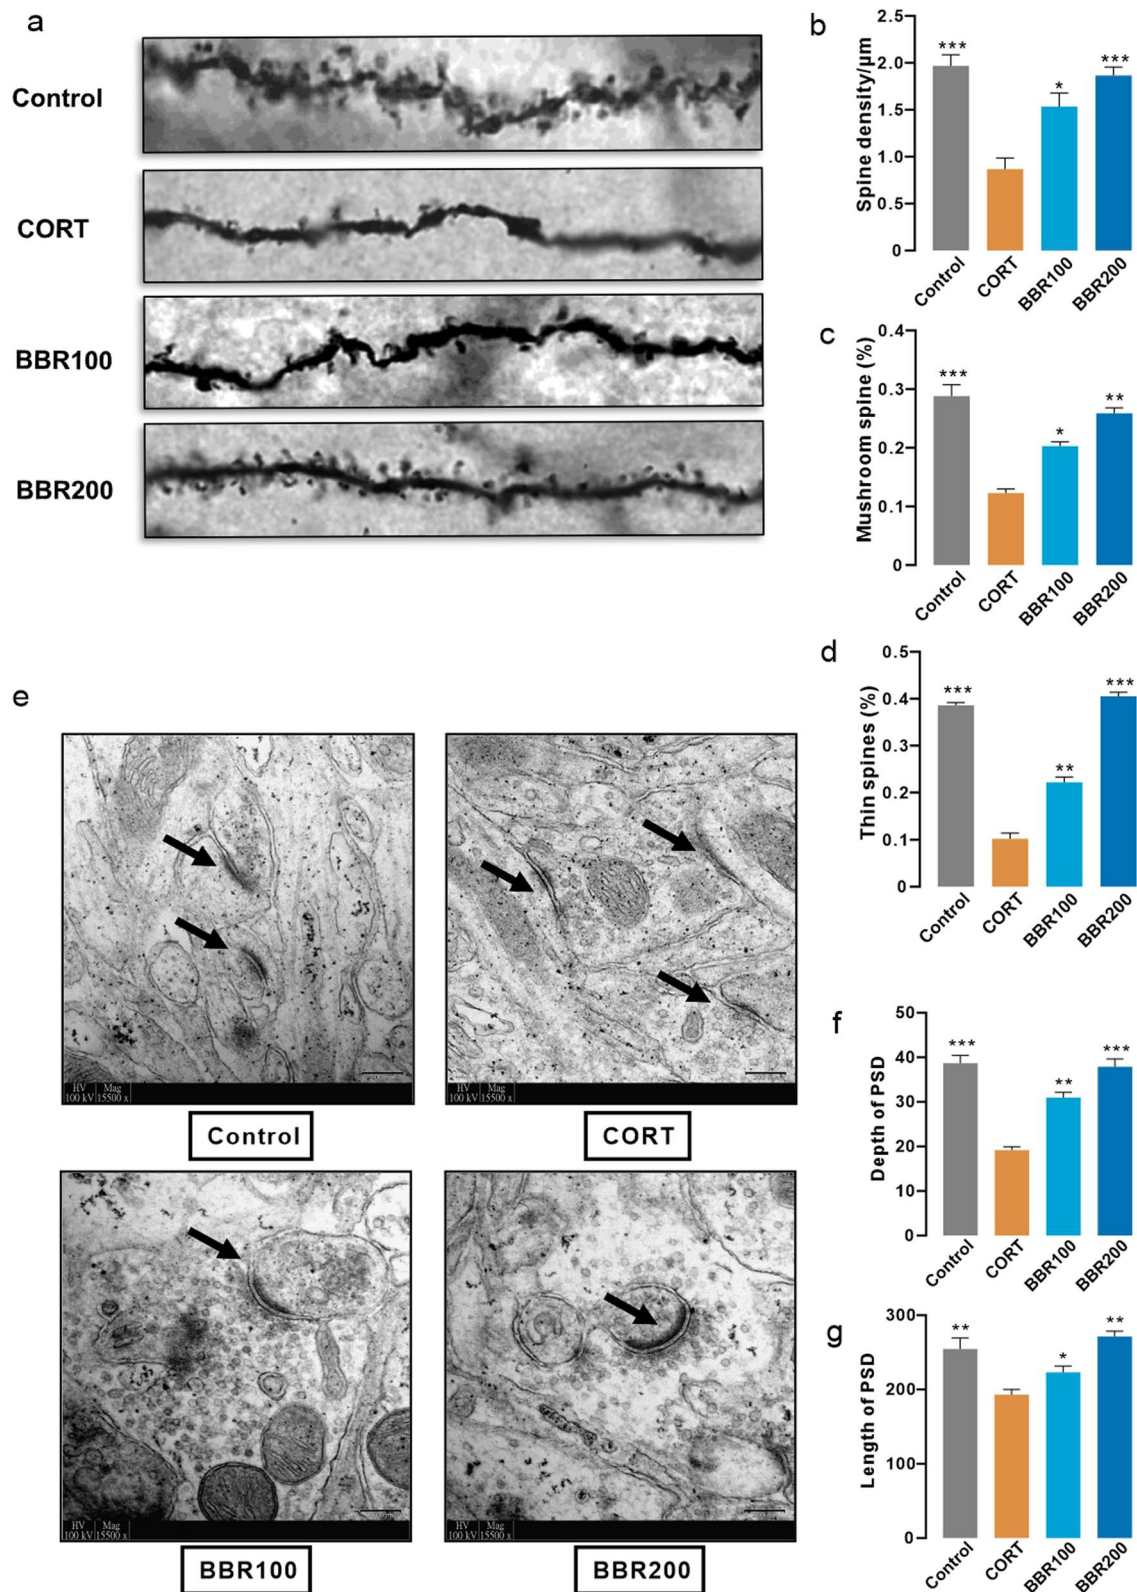 a
Control
CORT
BBR100
BBR200
b
Spine density/µm
2.5
2.0
1.5
1.0
0.5
0
***
*
***
Control
CORT
BBR100
BBR200
c
Mushroom spine (%)
0.4
0.3
0.2
0.1
0
***
*
**
Control
CORT
BBR100
BBR200
d
Thin spines (%)
0.5
0.4
0.3
0.2
0.1
0
***
**
***
Control
CORT
BBR100
BBR200
e
HV
100 kV
Mag
15500 x
Control
HV
100 kV
Mag
15500 x
CORT
HV
100 kV
Mag
15500 x
BBR100
HV
100 kV
Mag
15500 x
BBR200
f
Depth of PSD
50
40
30
20
10
0
***
**
***
Control
CORT
BBR100
BBR200
g
Length of PSD
300
200
100
0
**
*
**
Control
CORT
BBR100
BBR200